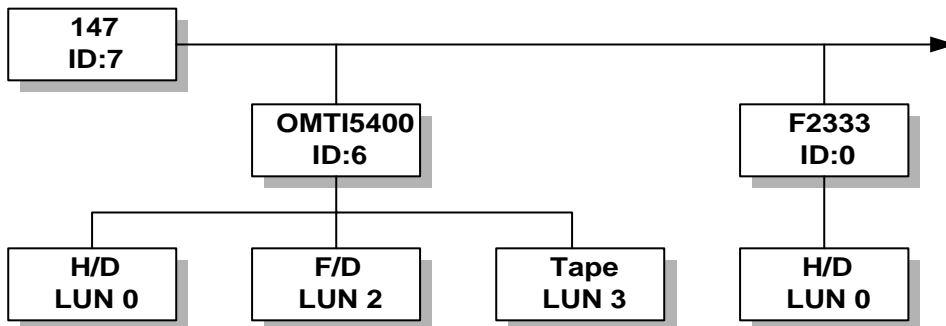 147
ID:7
OMTI5400
ID:6
F2333
ID:0
H/D
LUN 0
F/D
LUN 2
Tape
LUN 3
H/D
LUN 0